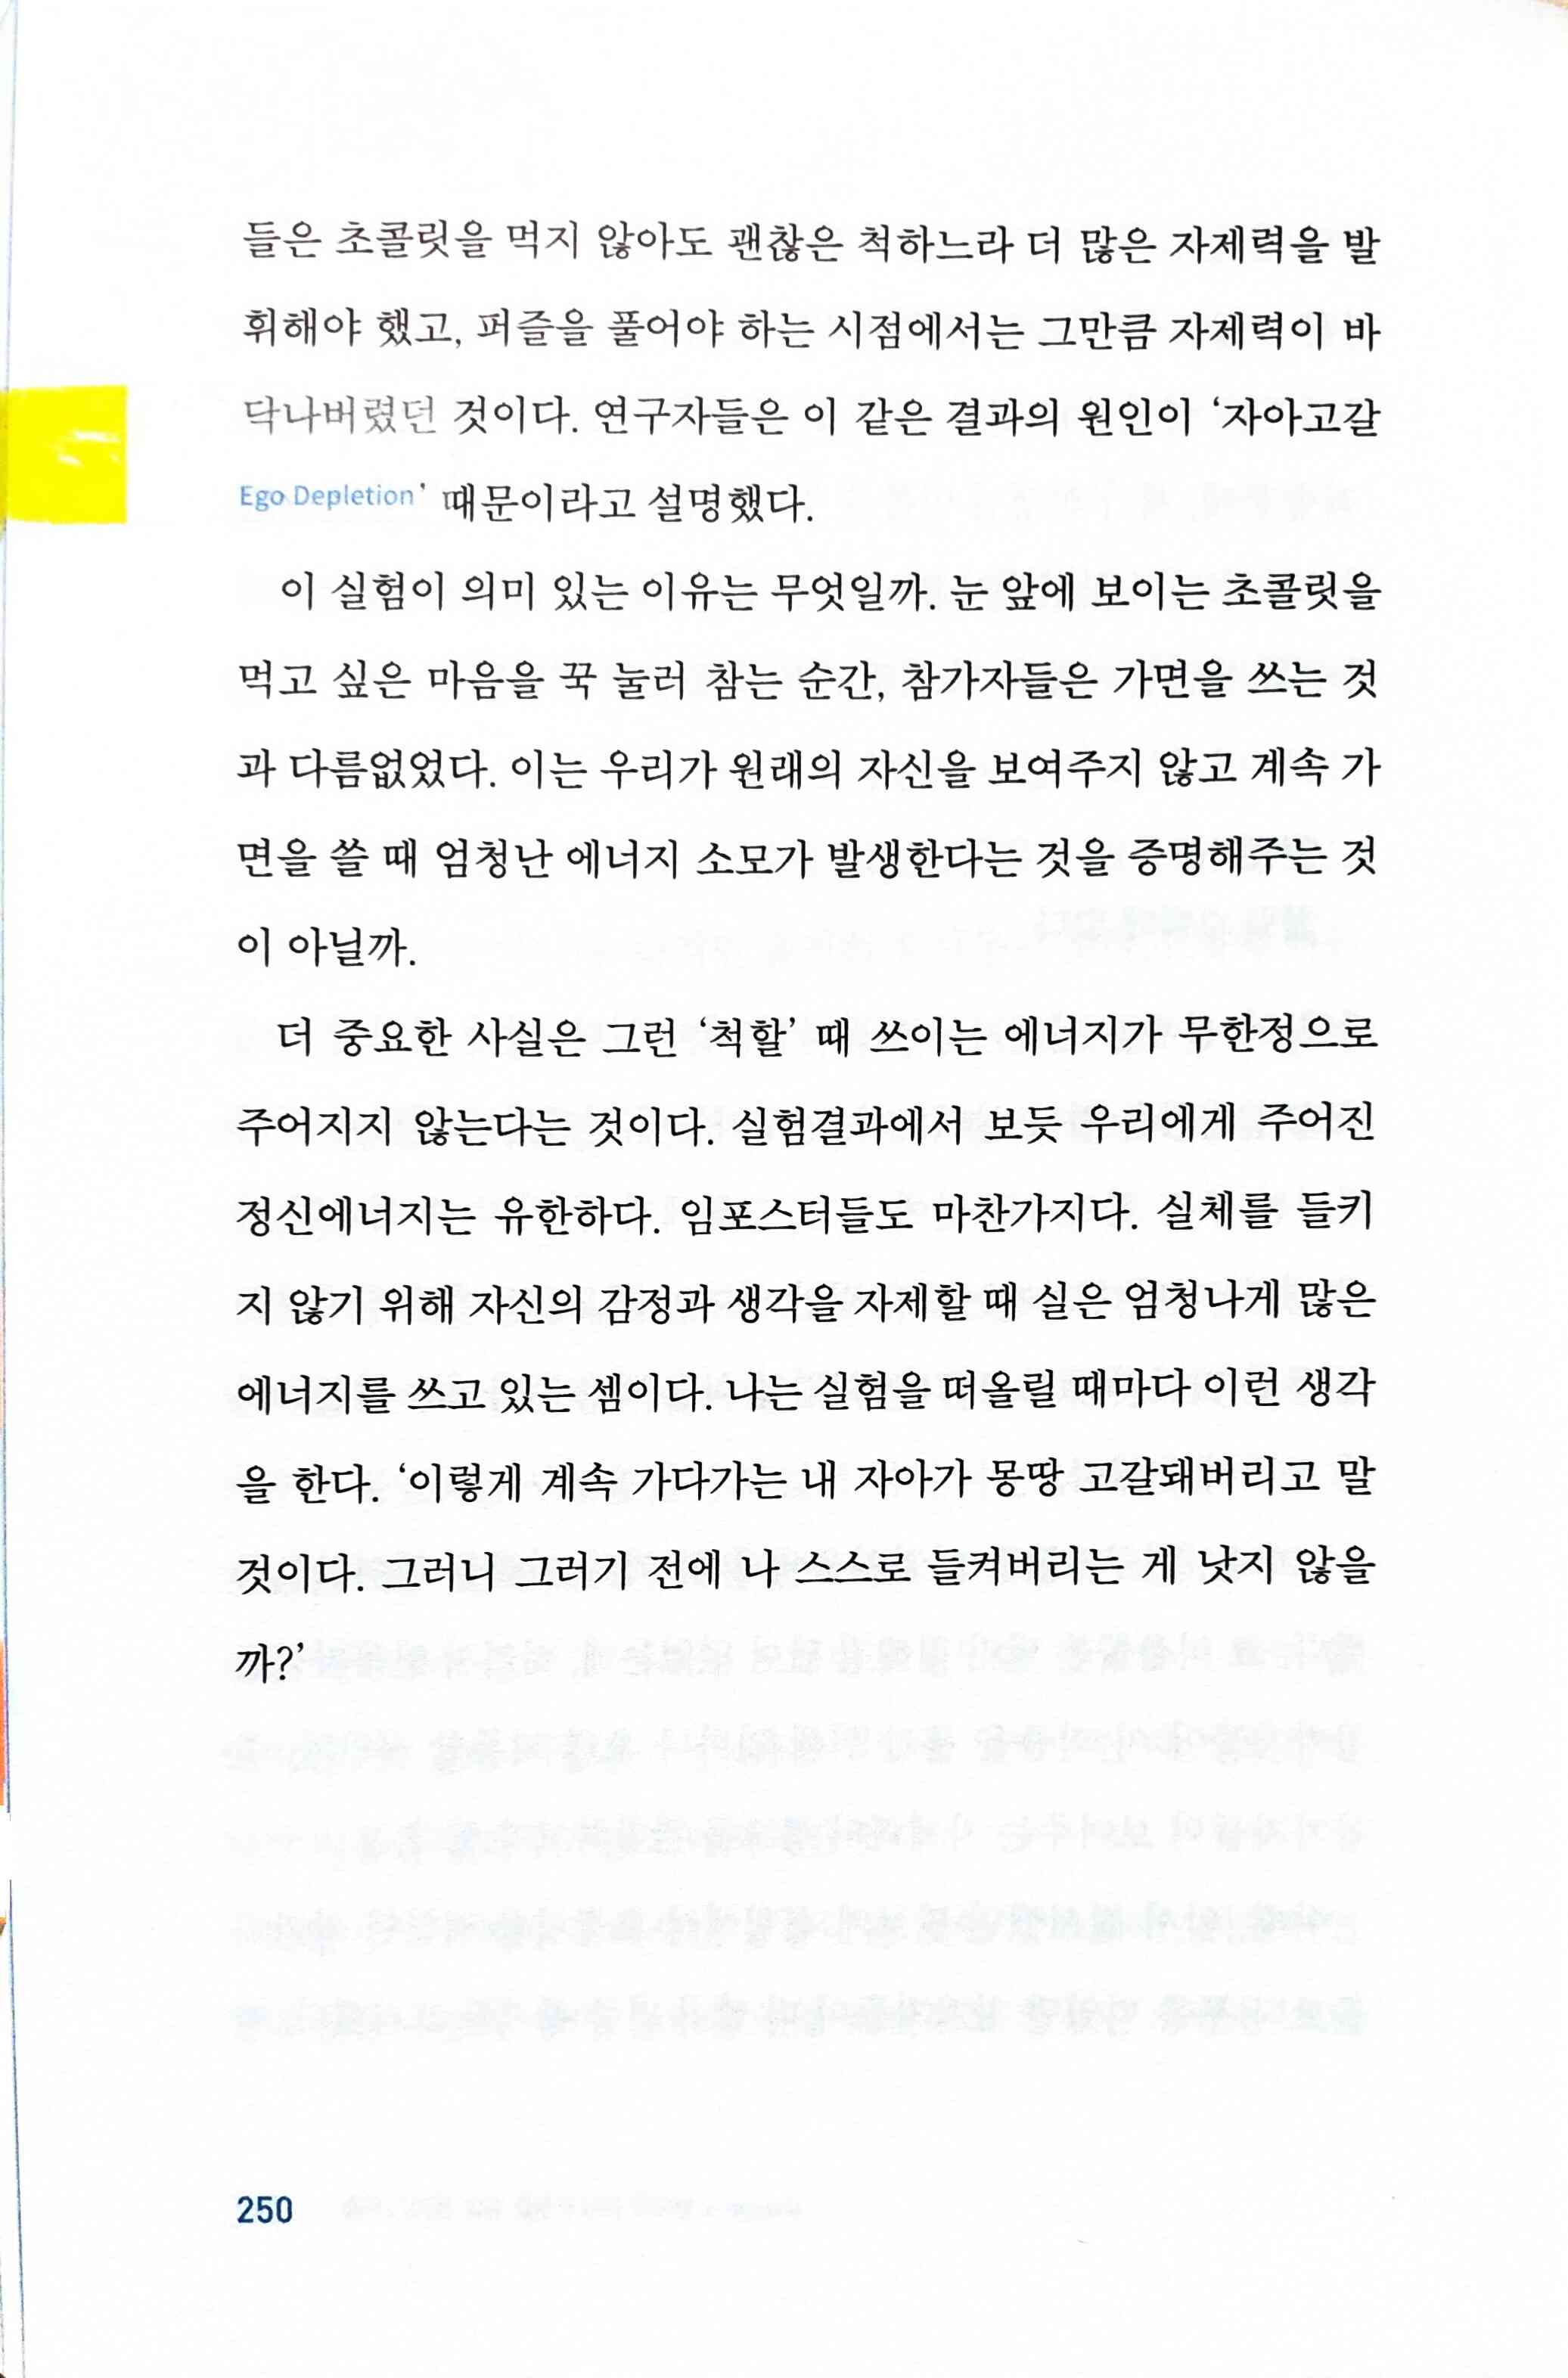 들은 초콜릿을 먹지 않아도 괜찮은 척하느라 더 많은 자제력을 발
휘해야 했고, 퍼즐을 풀어야 하는 시점에서는 그만큼 자제력이 바
닥나버렸던 것이다. 연구자들은 이 같은 결과의 원인이 ‘자아고갈
Ego Depletion’ 때문이라고 설명했다.
이 실험이 의미 있는 이유는 무엇일까. 눈 앞에 보이는 초콜릿을
먹고 싶은 마음을 꾹 눌러 참는 순간, 참가자들은 가면을 쓰는 것
과 다름없었다. 이는 우리가 원래의 자신을 보여주지 않고 계속 가
면을 쓸 때 엄청난 에너지 소모가 발생한다는 것을 증명해주는 것
이 아닐까.
더 중요한 사실은 그런 ‘척할’ 때 쓰이는 에너지가 무한정으로
주어지지 않는다는 것이다. 실험결과에서 보듯 우리에게 주어진
정신에너지는 유한하다. 임포스터들도 마찬가지다. 실체를 들키
지 않기 위해 자신의 감정과 생각을 자제할 때 실은 엄청나게 많은
에너지를 쓰고 있는 셈이다. 나는 실험을 떠올릴 때마다 이런 생각
을 한다. ‘이렇게 계속 가다가는 내 자아가 몽땅 고갈돼버리고 말
것이다. 그러니 그러기 전에 나 스스로 들켜버리는 게 낫지 않을
까?’
250